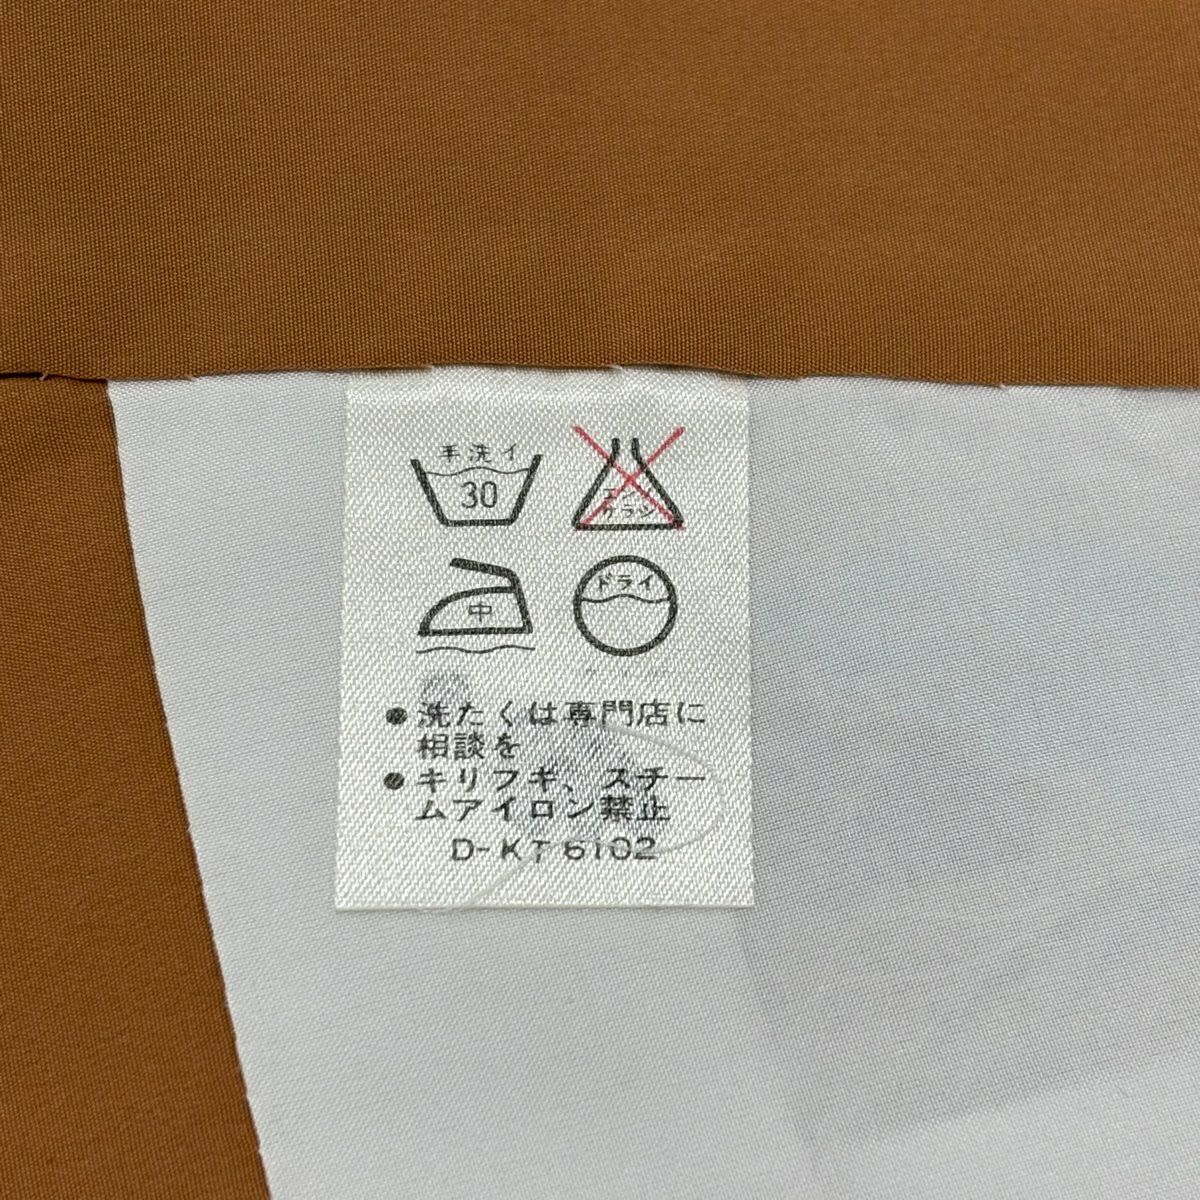 手洗イ
30
エンソ
サラシ
中
ドライ
●洗たくは専門店に
相談を
●キリフキ、スチー
ムアイロン禁止
D-KT6102